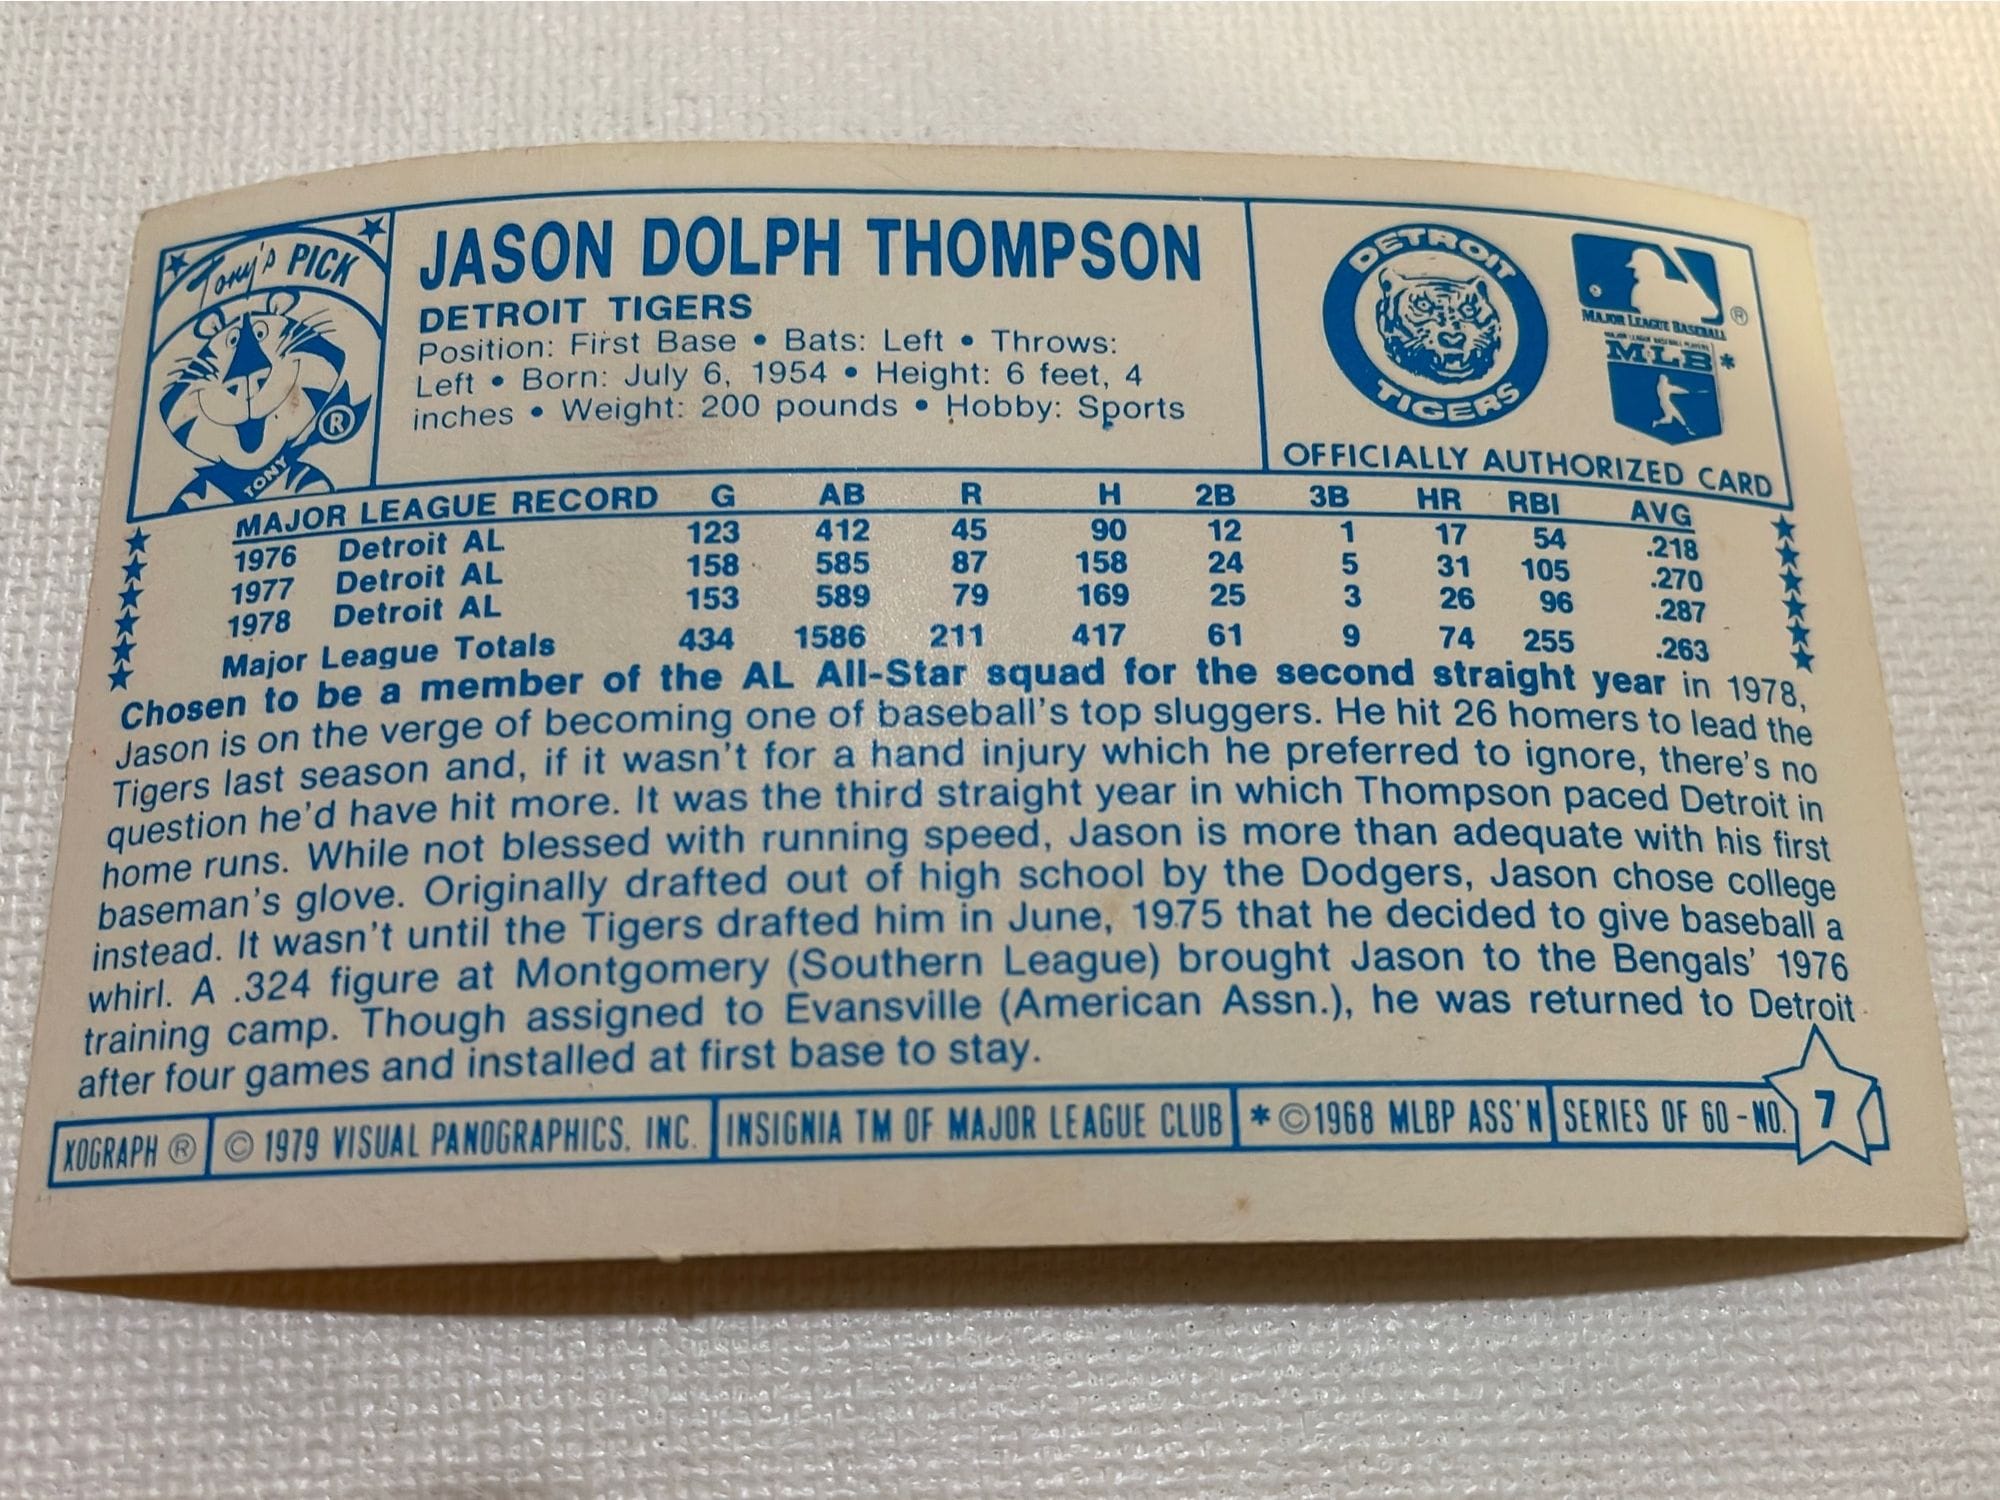 Tony's PICK
TONY
®
JASON DOLPH THOMPSON
DETROIT TIGERS
Position: First Base • Bats: Left • Throws:
Left • Born: July 6, 1954 • Height: 6 feet, 4
inches • Weight: 200 pounds • Hobby: Sports
DETROIT
TIGERS
®
MAJOR LEAGUE BASEBALL
MAJOR LEAGUE BASEBALL PLAYERS
MLB*
OFFICIALLY AUTHORIZED CARD
MAJOR LEAGUE RECORD G AB R H 2B 3B HR RBI AVG
1976 Detroit AL 123 412 45 90 12 1 17 54 .218
1977 Detroit AL 158 585 87 158 24 5 31 105 .270
1978 Detroit AL 153 589 79 169 25 3 26 96 .287
Major League Totals 434 1586 211 417 61 9 74 255 .263
Chosen to be a member of the AL All-Star squad for the second straight year in 1978,
Jason is on the verge of becoming one of baseball's top sluggers. He hit 26 homers to lead the
Tigers last season and, if it wasn't for a hand injury which he preferred to ignore, there's no
question he'd have hit more. It was the third straight year in which Thompson paced Detroit in
home runs. While not blessed with running speed, Jason is more than adequate with his first
baseman's glove. Originally drafted out of high school by the Dodgers, Jason chose college
instead. It wasn't until the Tigers drafted him in June, 1975 that he decided to give baseball a
whirl. A .324 figure at Montgomery (Southern League) brought Jason to the Bengals' 1976
training camp. Though assigned to Evansville (American Assn.), he was returned to Detroit
after four games and installed at first base to stay.
XOGRAPH ® © 1979 VISUAL PANOGRAPHICS, INC. INSIGNIA TM OF MAJOR LEAGUE CLUB * ©1968 MLBP ASS'N SERIES OF 60 - NO. 7